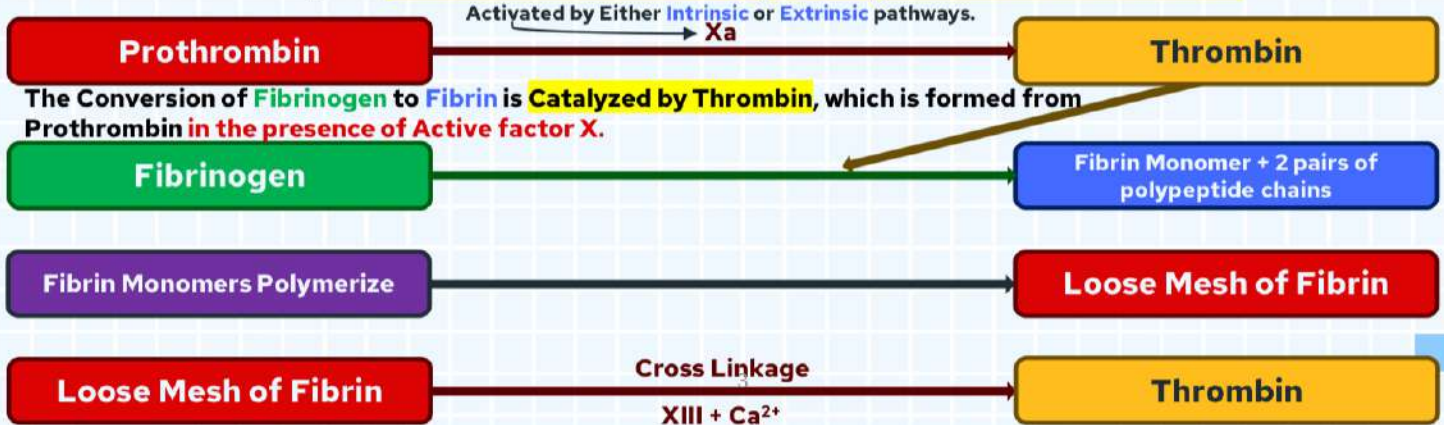 Activated by Either Intrinsic or Extrinsic pathways.
Xa
Prothrombin
Thrombin
The Conversion of Fibrinogen to Fibrin is Catalyzed by Thrombin, which is formed from
Prothrombin in the presence of Active factor X.
Fibrinogen
Fibrin Monomer + 2 pairs of
polypeptide chains
Fibrin Monomers Polymerize
Loose Mesh of Fibrin
Cross Linkage
3
Loose Mesh of Fibrin
Thrombin
XIII + Ca²⁺